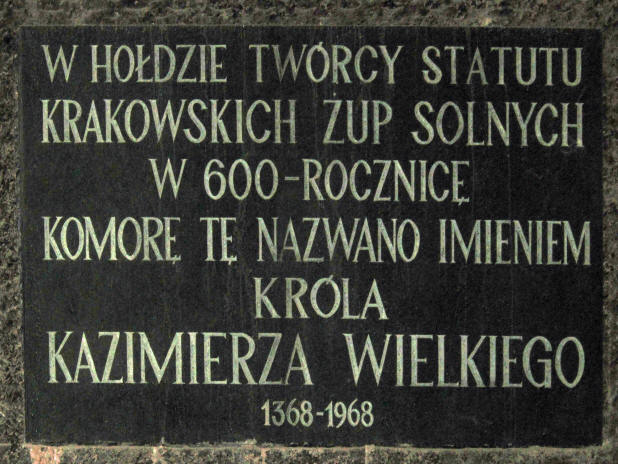 W HOŁDZIE TWÓRCY STATUTU
KRAKOWSKICH ŻUP SOLNYCH
W 600-ROCZNICĘ
KOMORĘ TĘ NAZWANO IMIENIEM
KRÓLA
KAZIMIERZA WIELKIEGO
1368-1968